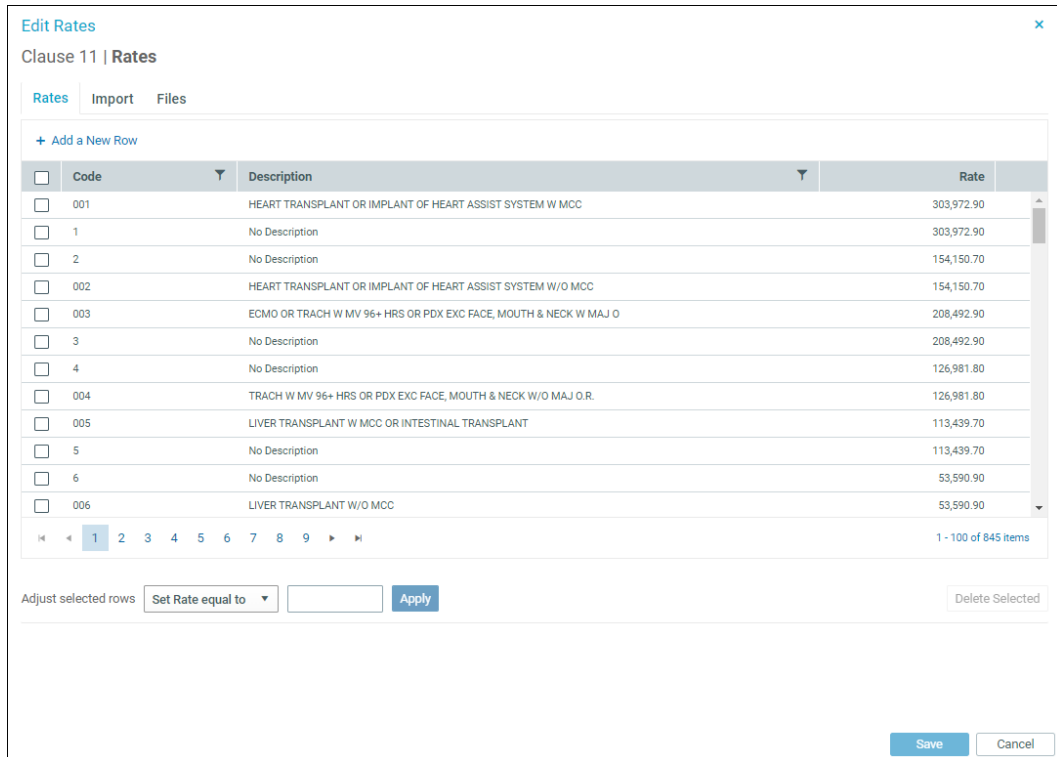 Edit Rates ×
Clause 11 | Rates
Rates Import Files
+ Add a New Row
Code Description Rate
001 HEART TRANSPLANT OR IMPLANT OF HEART ASSIST SYSTEM W MCC 303,972.90
1 No Description 303,972.90
2 No Description 154,150.70
002 HEART TRANSPLANT OR IMPLANT OF HEART ASSIST SYSTEM W/O MCC 154,150.70
003 ECMO OR TRACH W MV 96+ HRS OR PDX EXC FACE, MOUTH & NECK W MAJ O 208,492.90
3 No Description 208,492.90
4 No Description 126,981.80
004 TRACH W MV 96+ HRS OR PDX EXC FACE, MOUTH & NECK W/O MAJ O.R. 126,981.80
005 LIVER TRANSPLANT W MCC OR INTESTINAL TRANSPLANT 113,439.70
5 No Description 113,439.70
6 No Description 53,590.90
006 LIVER TRANSPLANT W/O MCC 53,590.90
1 2 3 4 5 6 7 8 9 1 - 100 of 845 items
Adjust selected rows Set Rate equal to Apply Delete Selected
Save Cancel